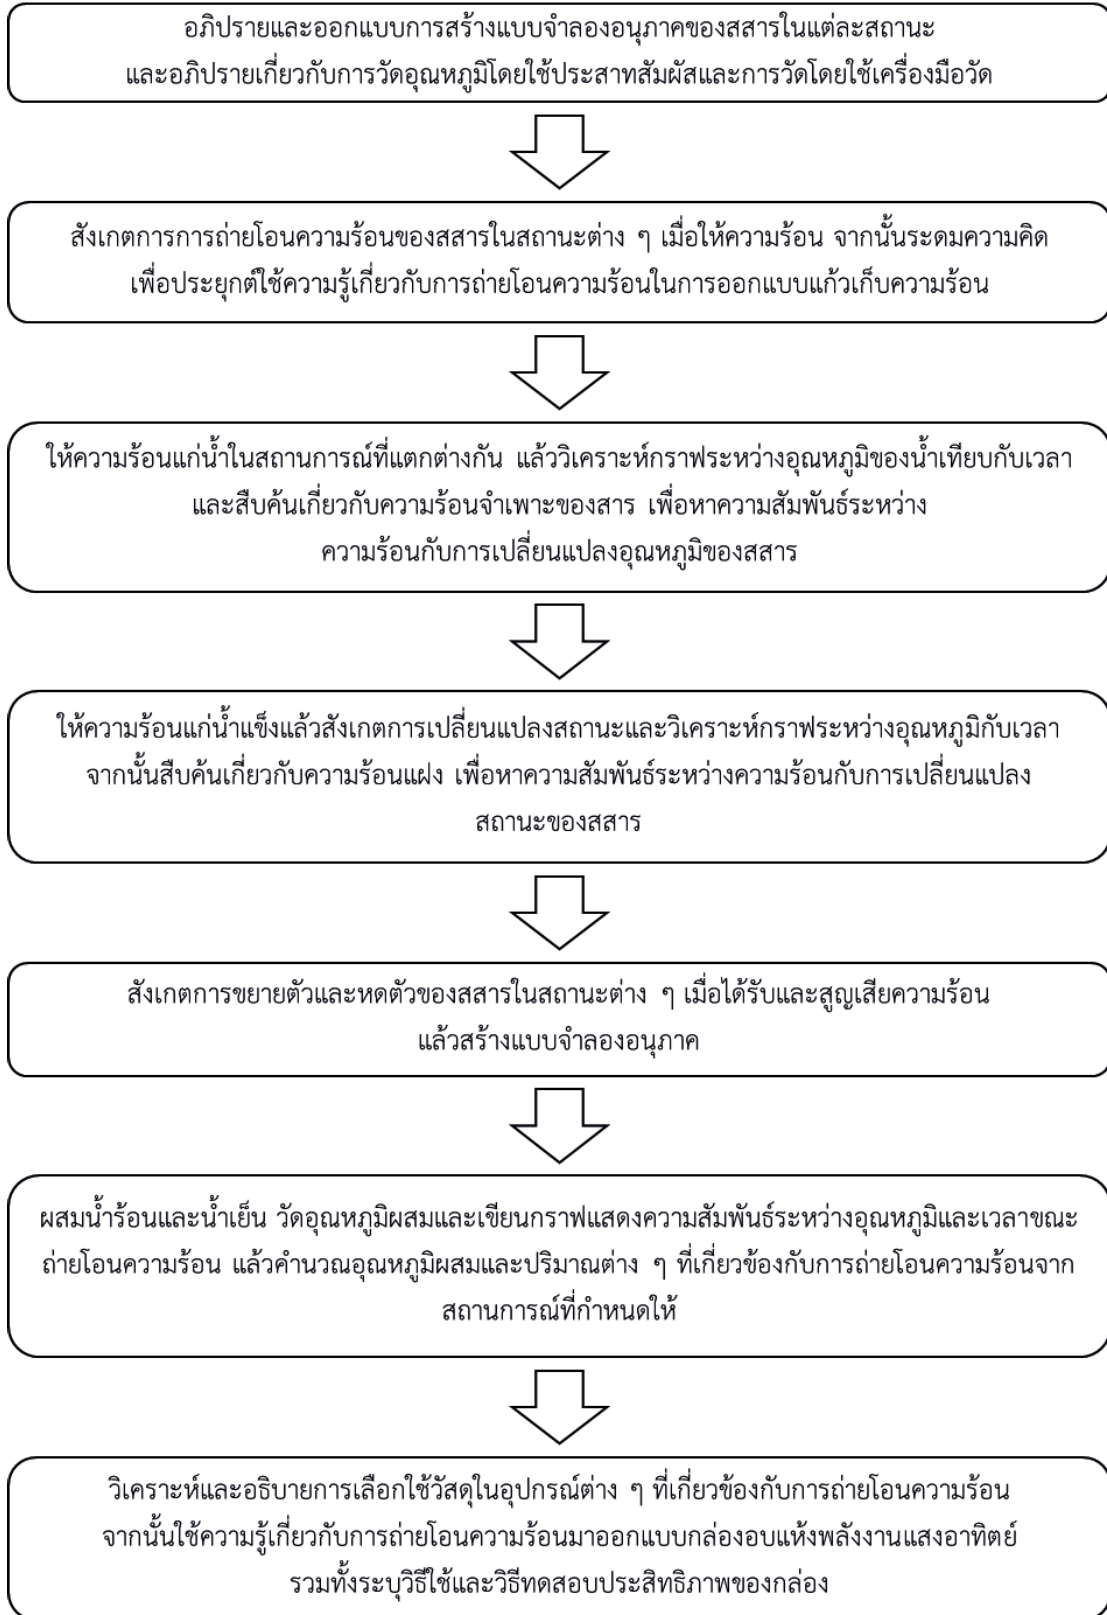 อภิปรายและออกแบบการสร้างแบบจำลองอนุภาคของสสารในแต่ละสถานะ
และอภิปรายเกี่ยวกับการวัดอุณหภูมิโดยใช้ประสาทสัมผัสและการวัดโดยใช้เครื่องมือวัด
สังเกตการการถ่ายโอนความร้อนของสสารในสถานะต่าง ๆ เมื่อให้ความร้อน จากนั้นระดมความคิด
เพื่อประยุกต์ใช้ความรู้เกี่ยวกับการถ่ายโอนความร้อนในการออกแบบแก้วเก็บความร้อน
ให้ความร้อนแก่น้ำในสถานการณ์ที่แตกต่างกัน แล้ววิเคราะห์กราฟระหว่างอุณหภูมิของน้ำเทียบกับเวลา
และสืบค้นเกี่ยวกับความร้อนจำเพาะของสาร เพื่อหาความสัมพันธ์ระหว่าง
ความร้อนกับการเปลี่ยนแปลงอุณหภูมิของสสาร
ให้ความร้อนแก่น้ำแข็งแล้วสังเกตการเปลี่ยนแปลงสถานะและวิเคราะห์กราฟระหว่างอุณหภูมิกับเวลา
จากนั้นสืบค้นเกี่ยวกับความร้อนแฝง เพื่อหาความสัมพันธ์ระหว่างความร้อนกับการเปลี่ยนแปลง
สถานะของสสาร
สังเกตการขยายตัวและหดตัวของสสารในสถานะต่าง ๆ เมื่อได้รับและสูญเสียความร้อน
แล้วสร้างแบบจำลองอนุภาค
ผสมน้ำร้อนและน้ำเย็น วัดอุณหภูมิผสมและเขียนกราฟแสดงความสัมพันธ์ระหว่างอุณหภูมิและเวลาขณะ
ถ่ายโอนความร้อน แล้วคำนวณอุณหภูมิผสมและปริมาณต่าง ๆ ที่เกี่ยวข้องกับการถ่ายโอนความร้อนจาก
สถานการณ์ที่กำหนดให้
วิเคราะห์และอธิบายการเลือกใช้วัสดุในอุปกรณ์ต่าง ๆ ที่เกี่ยวข้องกับการถ่ายโอนความร้อน
จากนั้นใช้ความรู้เกี่ยวกับการถ่ายโอนความร้อนมาออกแบบกล่องอบแห้งพลังงานแสงอาทิตย์
รวมทั้งระบุวิธีใช้และวิธีทดสอบประสิทธิภาพของกล่อง